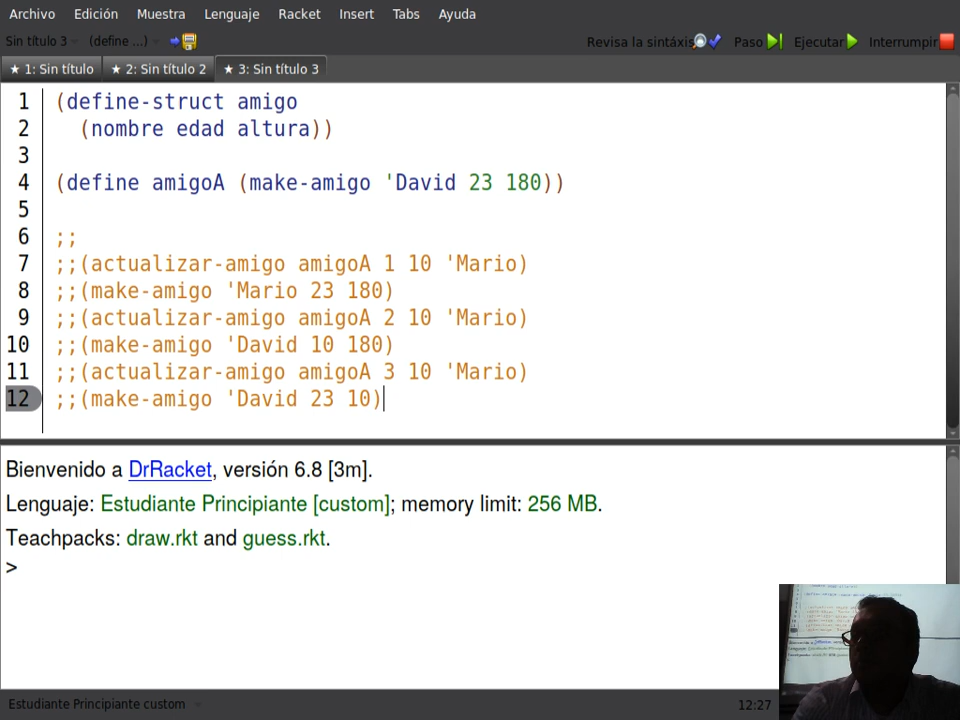 Archivo Edición Muestra Lenguaje Racket Insert Tabs Ayuda
Sin título 3 (define ...) Revisa la sintáxis Paso Ejecutar Interrumpir
★ 1: Sin título ★ 2: Sin título 2 ★ 3: Sin título 3
1 (define-struct amigo
2 (nombre edad altura))
3
4 (define amigoA (make-amigo 'David 23 180))
5
6 ;;
7 ;;(actualizar-amigo amigoA 1 10 'Mario)
8 ;;(make-amigo 'Mario 23 180)
9 ;;(actualizar-amigo amigoA 2 10 'Mario)
10 ;;(make-amigo 'David 10 180)
11 ;;(actualizar-amigo amigoA 3 10 'Mario)
12 ;;(make-amigo 'David 23 10)
Bienvenido a DrRacket, versión 6.8 [3m].
Lenguaje: Estudiante Principiante [custom]; memory limit: 256 MB.
Teachpacks: draw.rkt and guess.rkt.
>
Estudiante Principiante custom 12:27